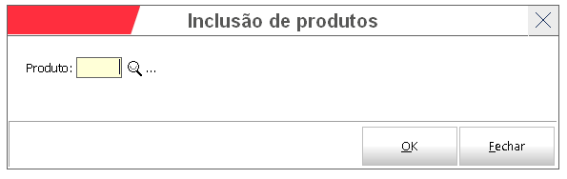 Inclusão de produtos
Produto: ...
OK Fechar